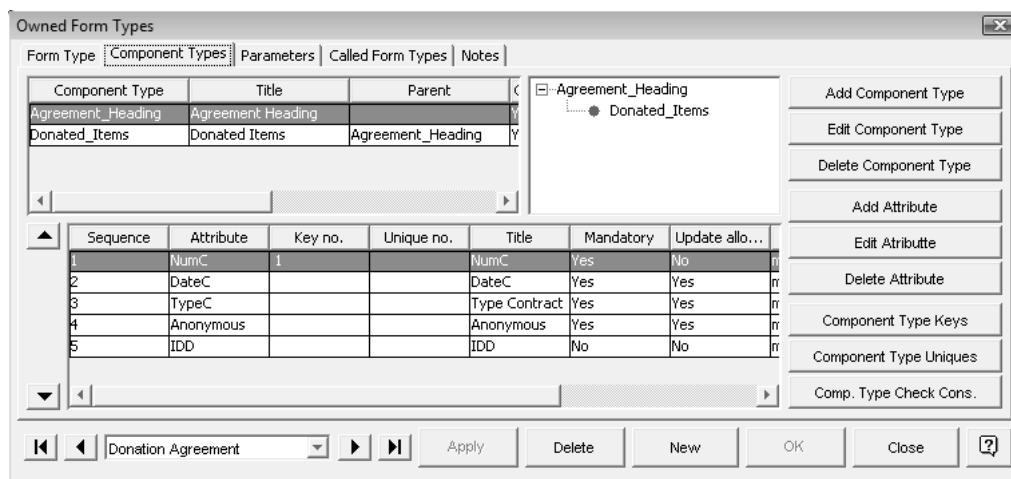 Owned Form Types
Form Type Component Types Parameters Called Form Types Notes
Component Type Title Parent
Agreement_Heading Agreement Heading Y
Donated_Items Donated Items Agreement_Heading Y
Agreement_Heading
Donated_Items
Add Component Type
Edit Component Type
Delete Component Type
Add Attribute
Edit Atributte
Delete Attribute
Component Type Keys
Component Type Uniques
Comp. Type Check Cons.
Sequence Attribute Key no. Unique no. Title Mandatory Update allo...
1 NumC 1 NumC Yes No
2 DateC DateC Yes Yes
3 TypeC Type Contract Yes Yes
4 Anonymous Anonymous Yes Yes
5 IDD IDD No No
Donation Agreement Apply Delete New OK Close ?